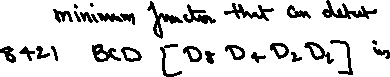 minimum function that can detect
8421 BCD [D8 D4 D2 D1] is